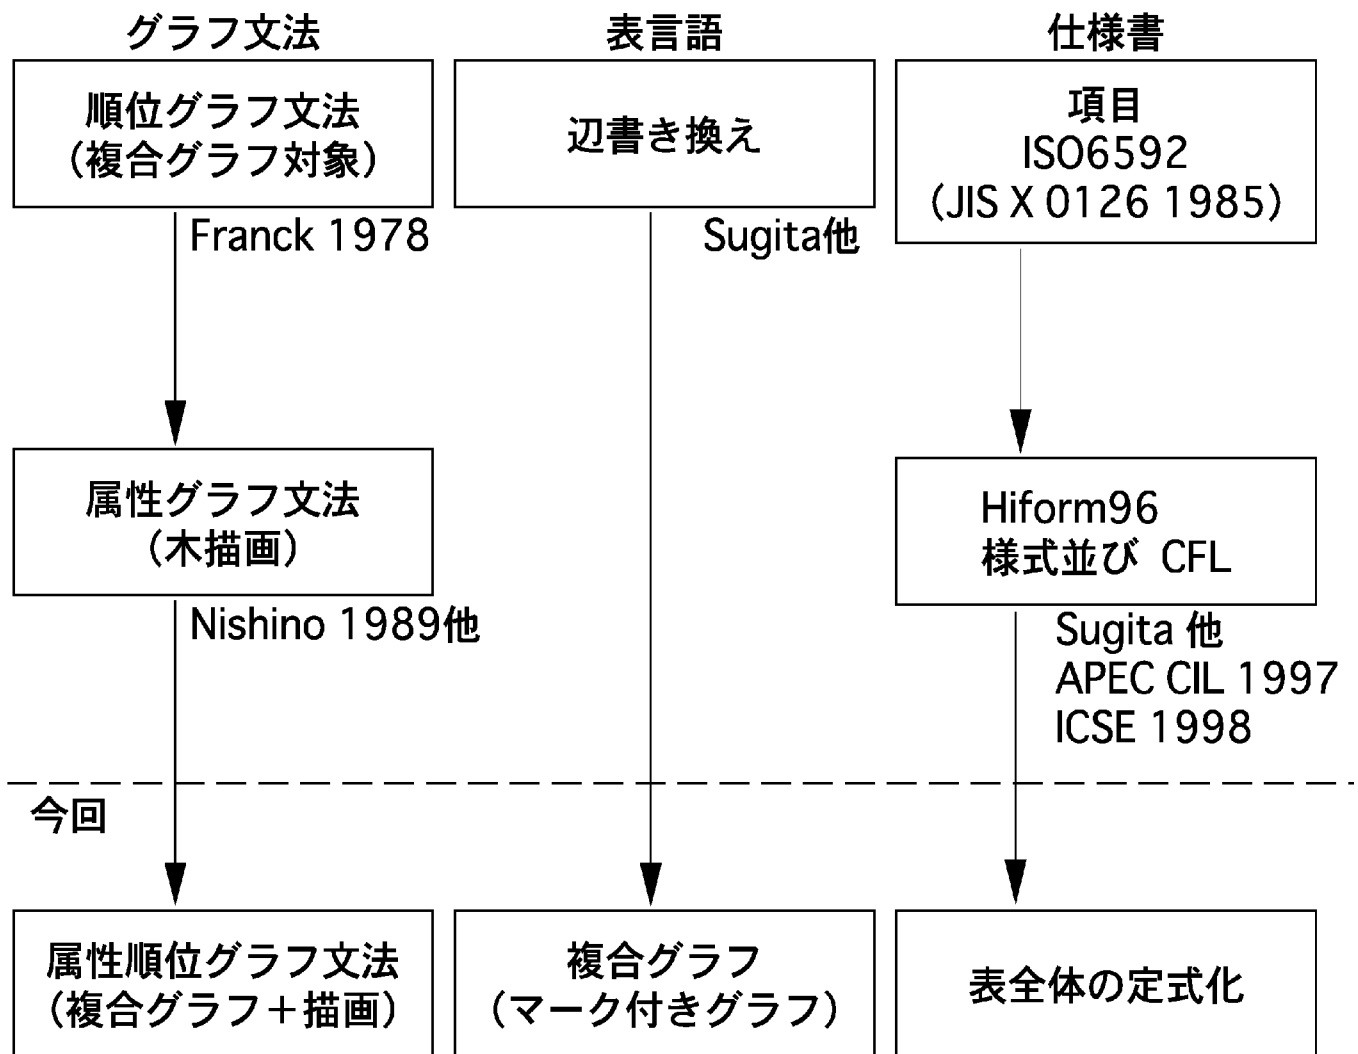 グラフ文法
表言語
仕様書
順位グラフ文法
（複合グラフ対象）
辺書き換え
項目
ISO6592
（JIS X 0126 1985）
Franck 1978
Sugita他
属性グラフ文法
（木描画）
Hiform96
様式並び CFL
Nishino 1989他
Sugita 他
APEC CIL 1997
ICSE 1998
今回
属性順位グラフ文法
（複合グラフ＋描画）
複合グラフ
（マーク付きグラフ）
表全体の定式化